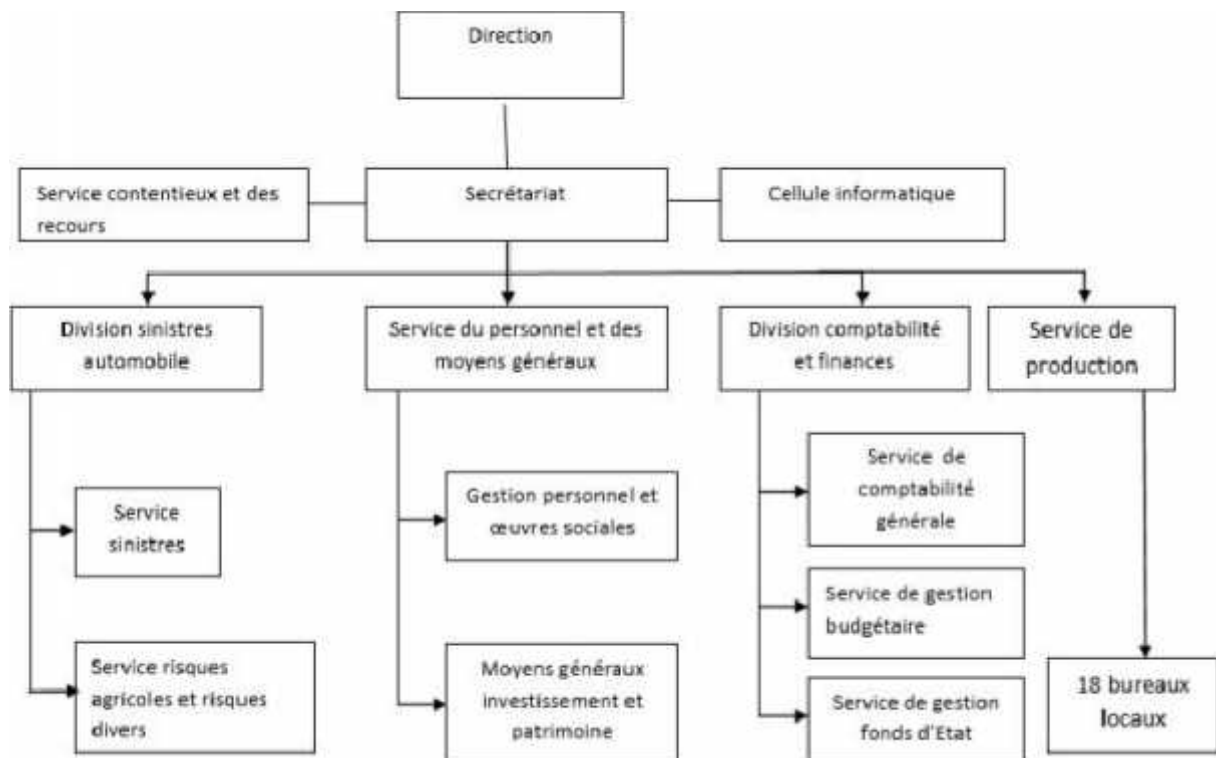 Direction
Service contentieux et des
recours
Secrétariat
Cellule informatique
Division sinistres
automobile
Service du personnel et des
moyens généraux
Division comptabilité
et finances
Service de
production
Service
sinistres
Service risques
agricoles et risques
divers
Gestion personnel et
œuvres sociales
Moyens généraux
investissement et
patrimoine
Service de
comptabilité
générale
Service de gestion
budgétaire
Service de gestion
fonds d'Etat
18 bureaux
locaux